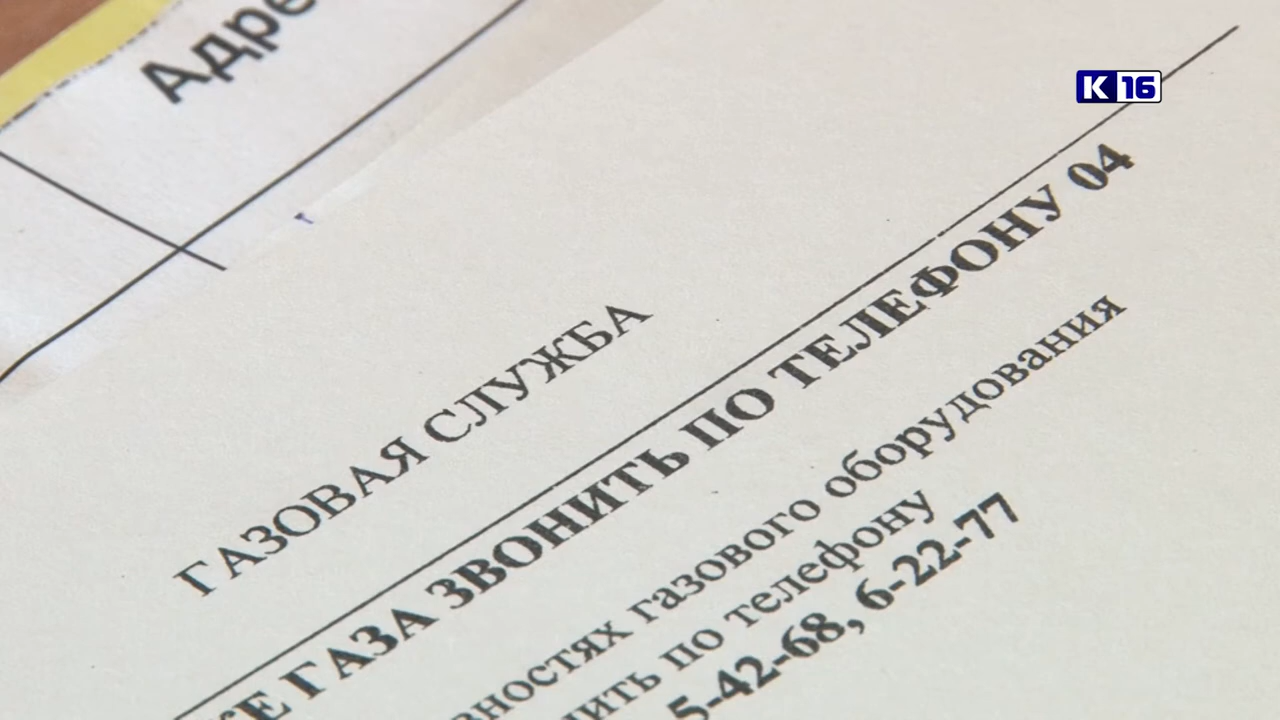 Адре
К 16
ГАЗОВАЯ СЛУЖБА
ГАЗА ЗВОНИТЬ ПО ТЕЛЕФОНУ 04
газового оборудования
по телефону
5-42-68, 6-22-77